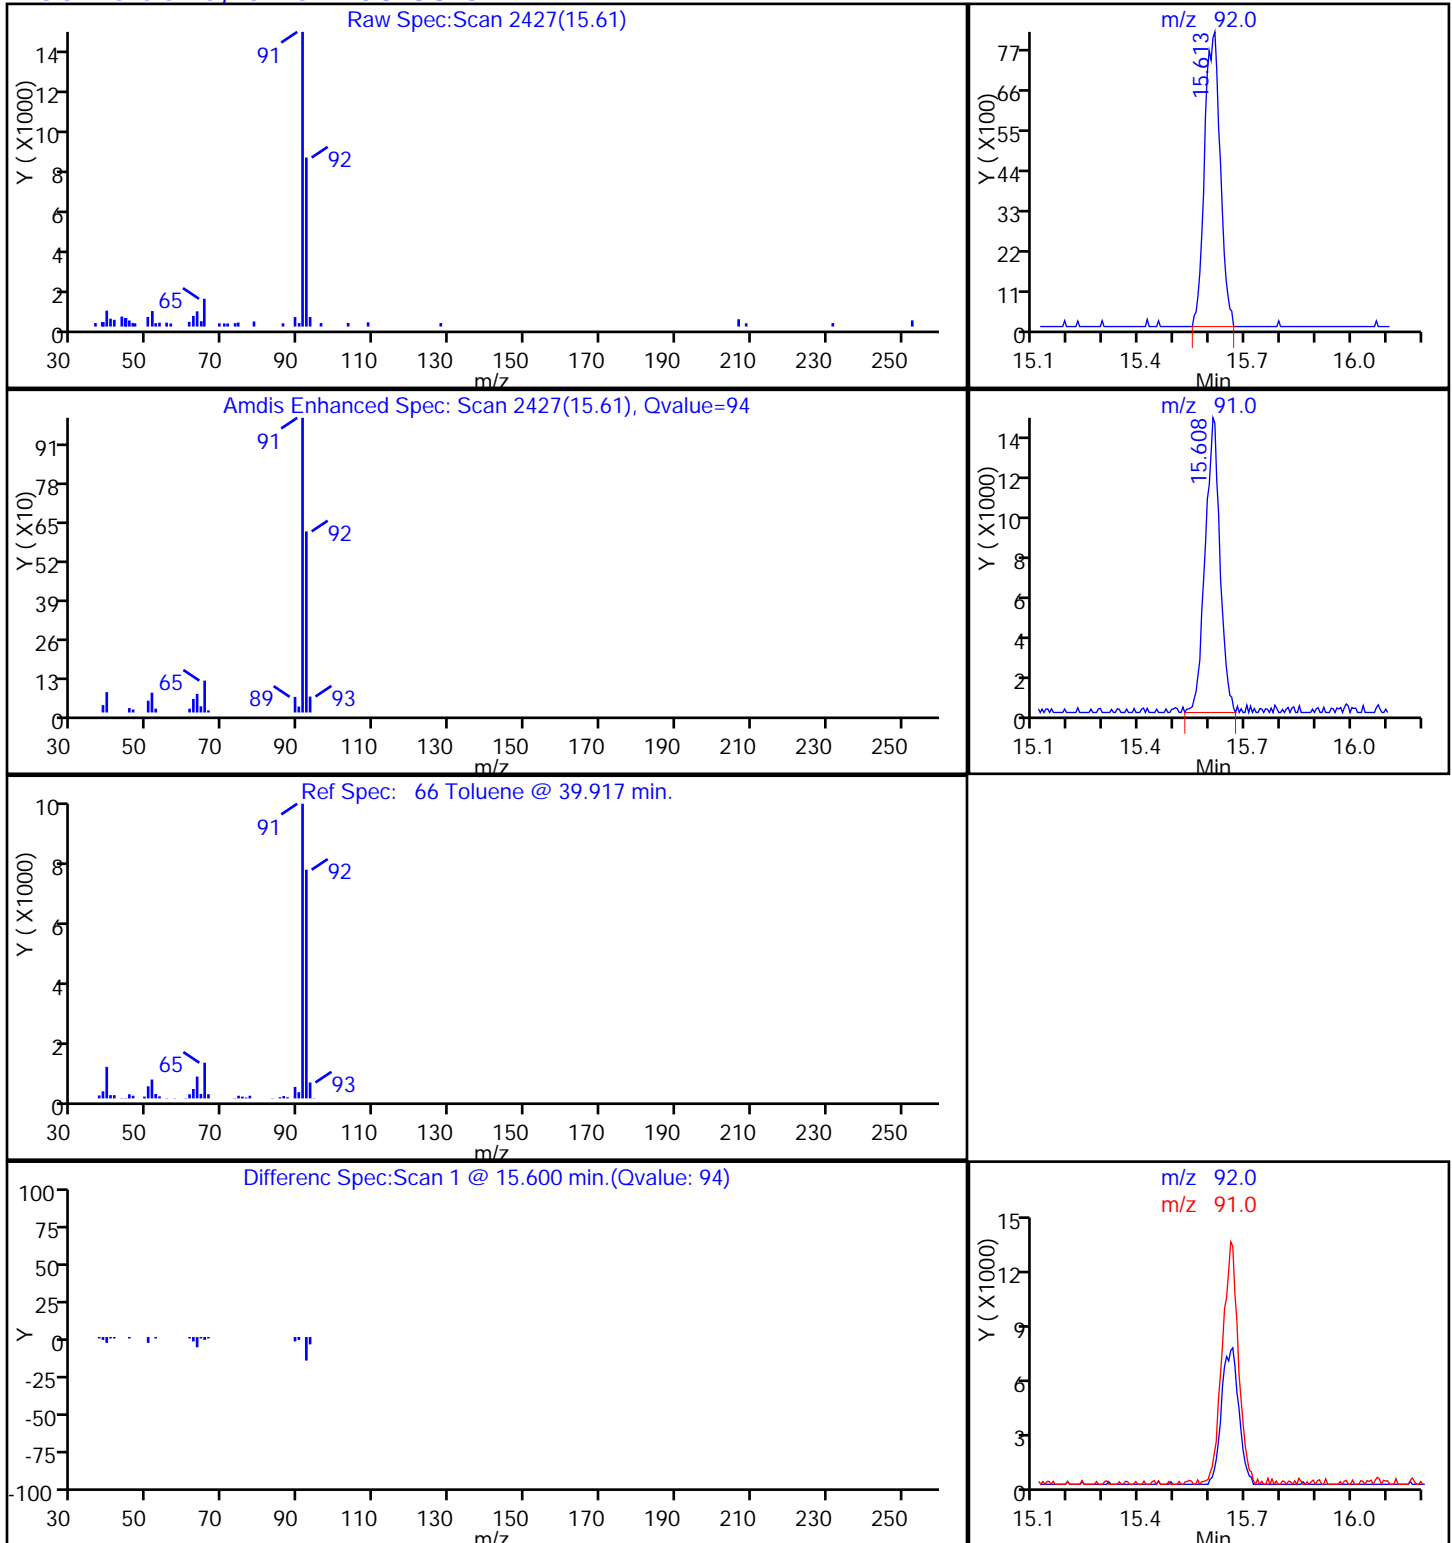 Raw Spec:Scan 2427(15.61)
Y ( X1000)
14
12
10
8
6
4
2
0
91
92
65
30 50 70 90 110 130 150 170 190 210 230 250
m/z
m/z 92.0
Y ( X100)
77
66
55
44
33
22
11
0
15.613
15.1 15.4 15.7 16.0
Min
Amdis Enhanced Spec: Scan 2427(15.61), Qvalue=94
Y ( X10)
91
78
65
52
39
26
13
0
91
92
65
89
93
30 50 70 90 110 130 150 170 190 210 230 250
m/z
m/z 91.0
Y ( X1000)
14
12
10
8
6
4
2
0
15.608
15.1 15.4 15.7 16.0
Min
Ref Spec: 66 Toluene @ 39.917 min.
Y ( X1000)
10
8
6
4
2
0
91
92
65
93
30 50 70 90 110 130 150 170 190 210 230 250
m/z
Differenc Spec:Scan 1 @ 15.600 min.(Qvalue: 94)
Y
100
75
50
25
0
-25
-50
-75
-100
30 50 70 90 110 130 150 170 190 210 230 250
m/z
m/z 92.0
m/z 91.0
Y ( X1000)
15
12
9
6
3
0
15.1 15.4 15.7 16.0
Min